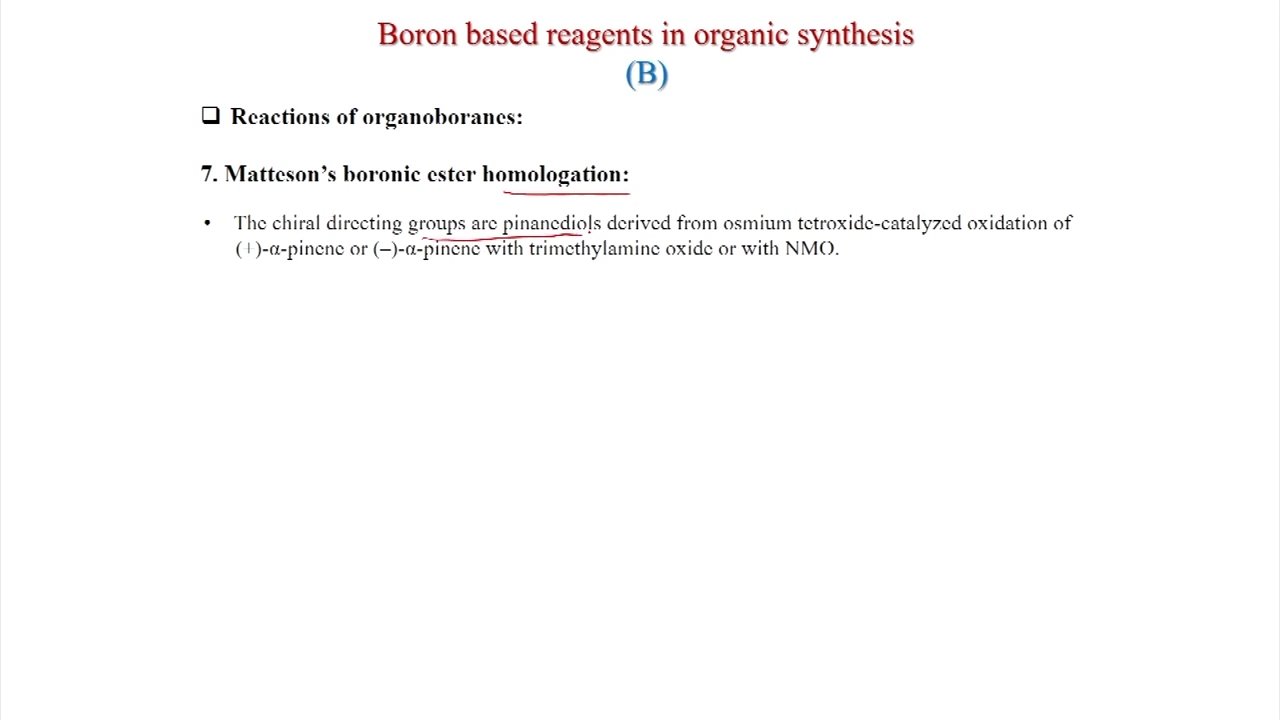 Boron based reagents in organic synthesis
(B)
❑ Reactions of organoboranes:
7. Matteson’s boronic ester homologation:
• The chiral directing groups are pinanediols derived from osmium tetroxide-catalyzed oxidation of
(+)-α-pinene or (–)-α-pinene with trimethylamine oxide or with NMO.